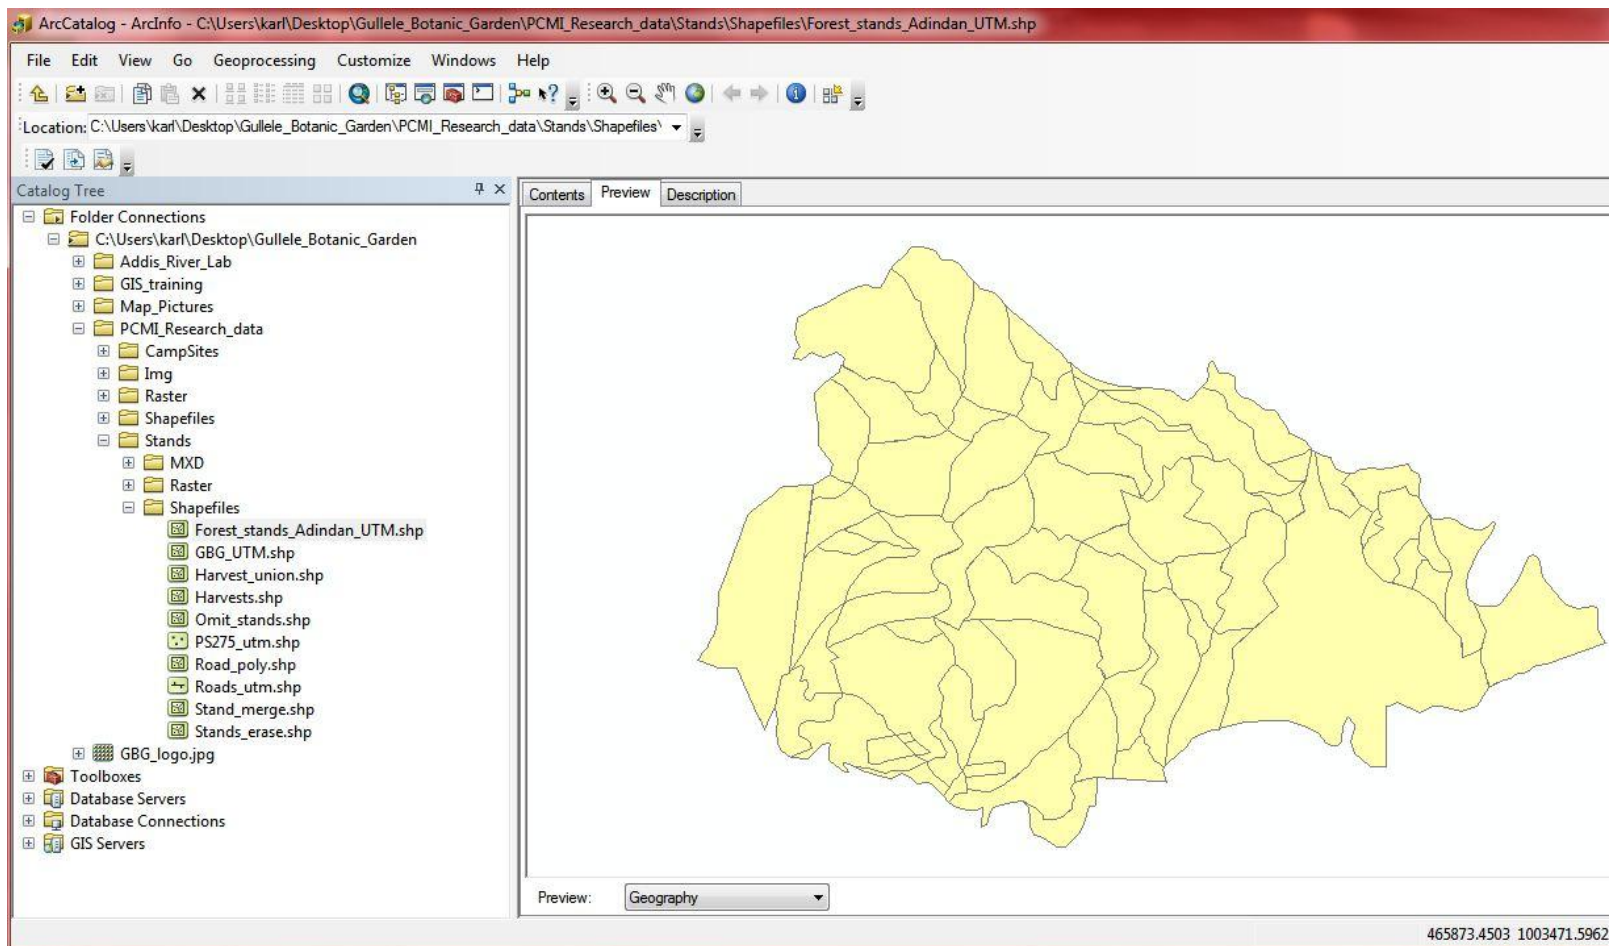 ArcCatalog - ArcInfo - C:\Users\karl\Desktop\Gullele_Botanic_Garden\PCMI_Research_data\Stands\Shapefiles\Forest_stands_Adindan_UTM.shp
File Edit View Go Geoprocessing Customize Windows Help
Location: C:\Users\karl\Desktop\Gullele_Botanic_Garden\PCMI_Research_data\Stands\Shapefiles\
Catalog Tree
Contents Preview Description
Folder Connections
C:\Users\karl\Desktop\Gullele_Botanic_Garden
Addis_River_Lab
GIS_training
Map_Pictures
PCMI_Research_data
CampSites
Img
Raster
Shapefiles
Stands
MXD
Raster
Shapefiles
Forest_stands_Adindan_UTM.shp
GBG_UTM.shp
Harvest_union.shp
Harvests.shp
Omit_stands.shp
PS275_utm.shp
Road_poly.shp
Roads_utm.shp
Stand_merge.shp
Stands_erase.shp
GBG_logo.jpg
Toolboxes
Database Servers
Database Connections
GIS Servers
Preview: Geography
465873.4503 1003471.5962